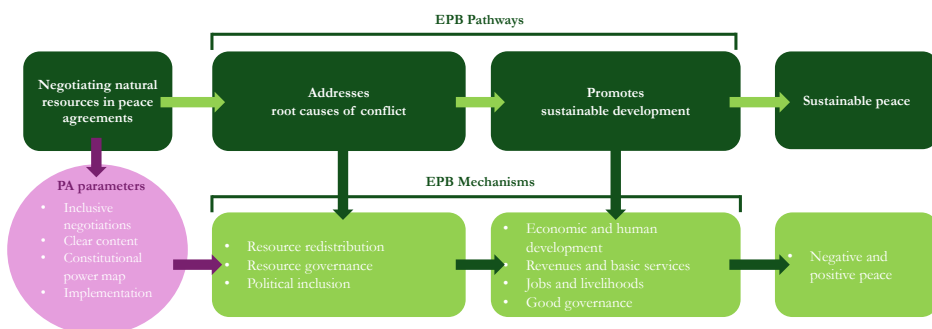 EPB Pathways
Negotiating natural
resources in peace
agreements
Addresses
root causes of conflict
Promotes
sustainable development
Sustainable peace
EPB Mechanisms
PA parameters
• Inclusive
negotiations
• Clear content
• Constitutional
power map
• Implementation
• Resource redistribution
• Resource governance
• Political inclusion
• Economic and human
development
• Revenues and basic services
• Jobs and livelihoods
• Good governance
• Negative and
positive peace